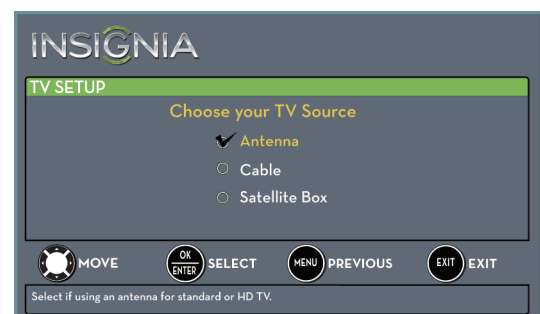 INSIGNIA
TV SETUP
Choose your TV Source
Antenna
Cable
Satellite Box
MOVE OK ENTER SELECT MENU PREVIOUS EXIT EXIT
Select if using an antenna for standard or HD TV.